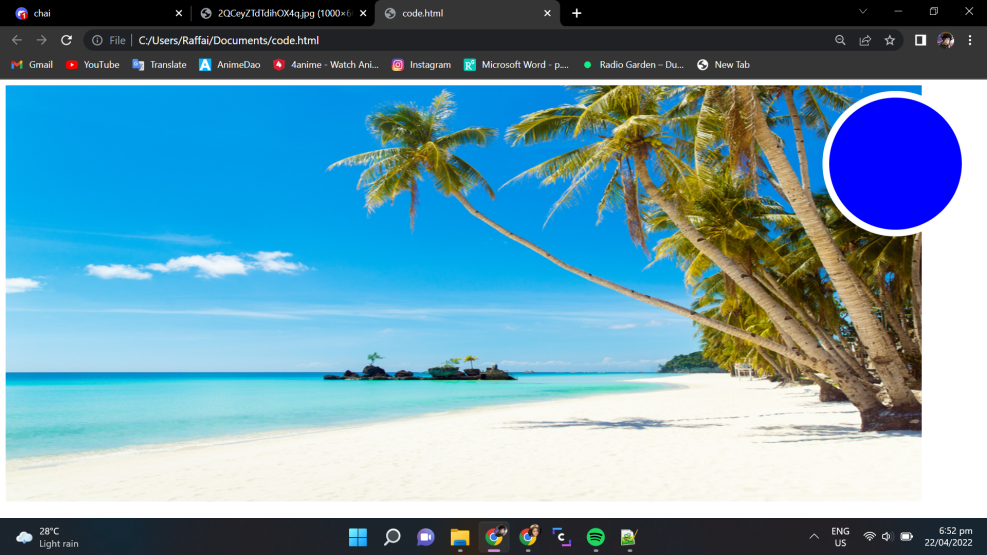 chai
2QCeyZTdTdihOX4q.jpg (1000×6
code.html
File
C:/Users/Raffai/Documents/code.html
Gmail
YouTube
Translate
AnimeDao
4anime - Watch Ani...
Instagram
Microsoft Word - p....
Radio Garden – Du...
New Tab
28°C
Light rain
ENG
US
6:52 pm
22/04/2022